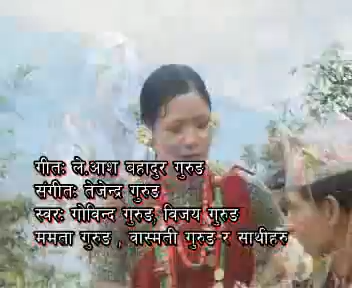 गीतः ले.आश बहादुर गुरुङ
संगीतः तेजेन्द्र गुरुङ
स्वरः गोविन्द गुरुङ, विजय गुरुङ
ममता गुरुङ , वास्मती गुरुङ र साथीहरु